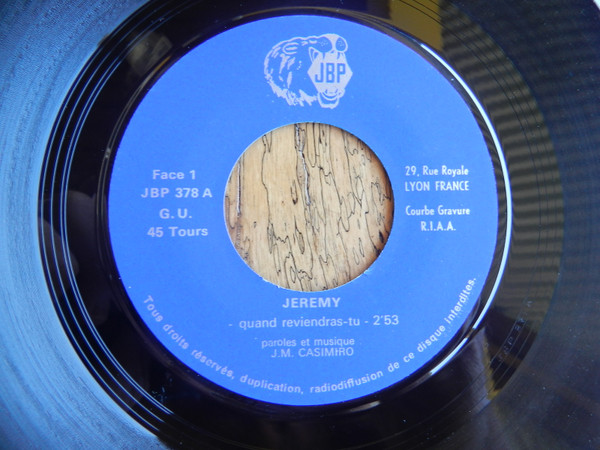 JBP
Face 1
JBP 378 A
G.U.
45 Tours
29, Rue Royale
LYON FRANCE
Courbe Gravure
R.I.A.A.
JEREMY
- quand reviendras-tu - 2'53
paroles et musique
J.M. CASIMIRO
Tous droits réservés, duplication, radiodiffusion de ce disque interdites.